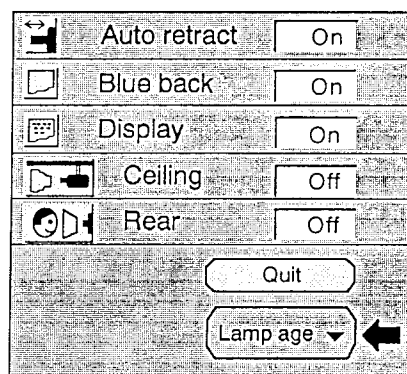 Auto retract On
Blue back On
Display On
Ceiling Off
Rear Off
Quit
Lamp age